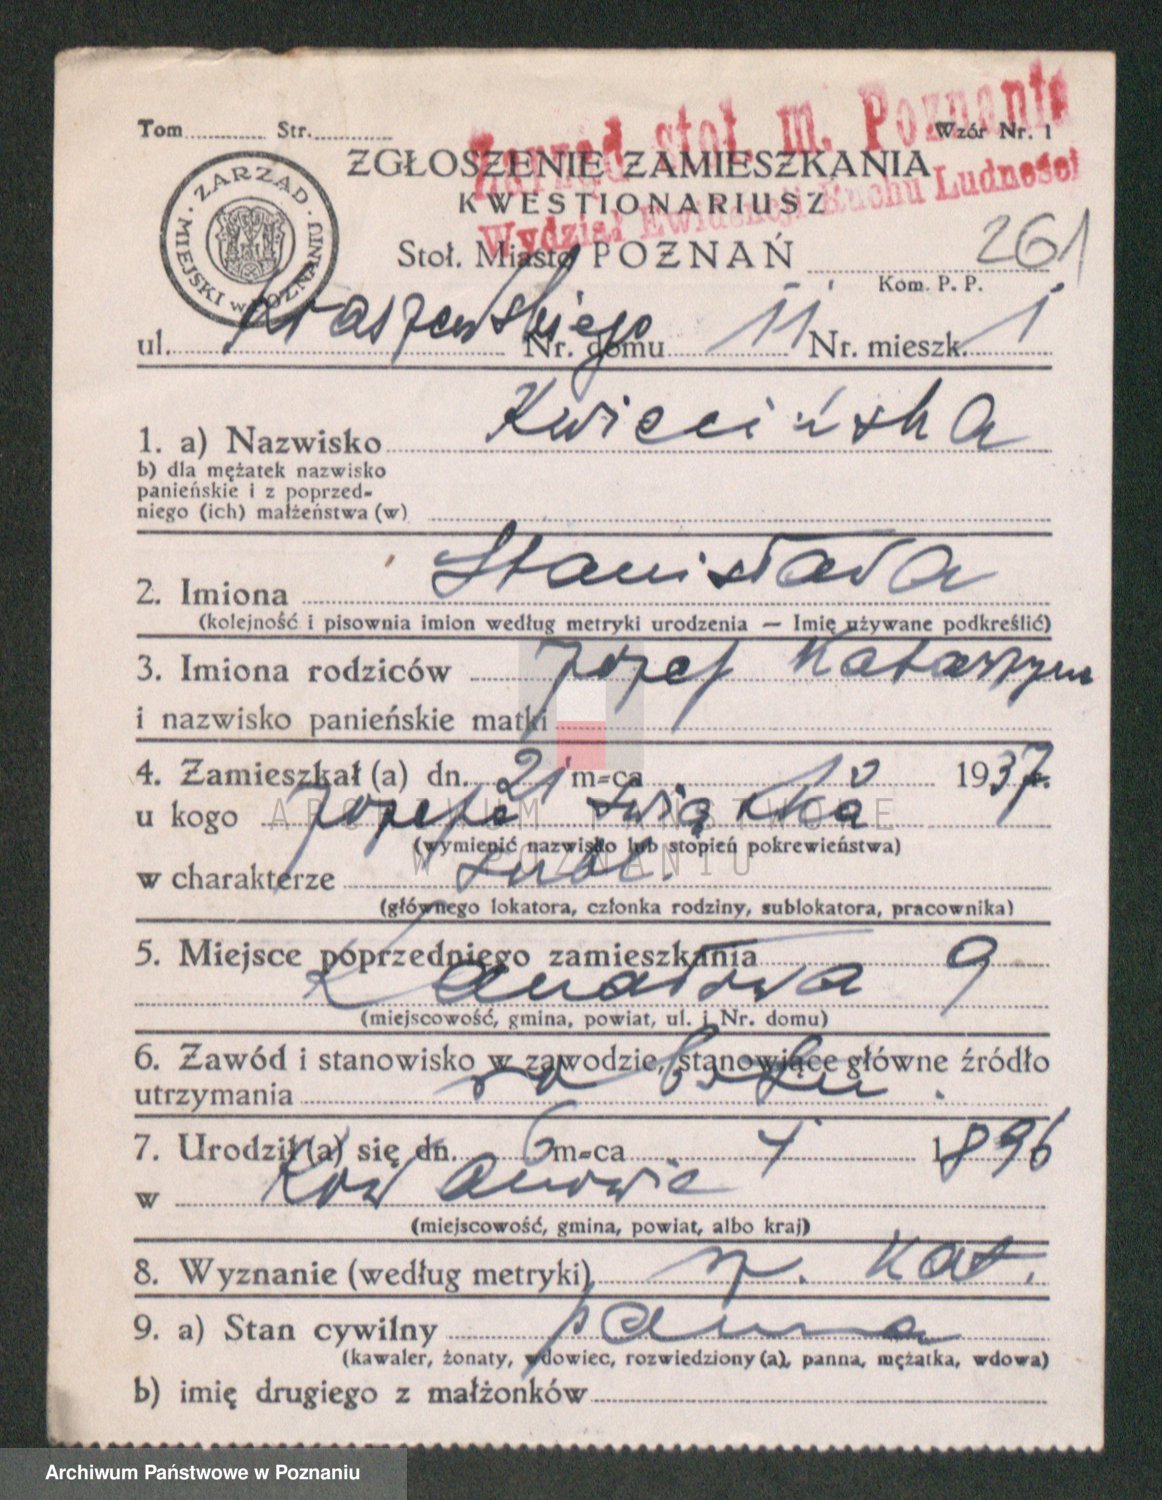 Zarząd stoł. m. Poznania
Tom Str. Wzór Nr. 1
ZGŁOSZENIE ZAMIESZKANIA
KWESTIONARIUSZ
Wydział Ewidencji Ruchu Ludności
ZARZĄD MIEJSKI w POZNANIU
Stoł. Miasto POZNAŃ 261
Kom. P. P.
ul. Kraszewskiego Nr. domu 11 Nr. mieszk. 1
1. a) Nazwisko Kwiecińska
b) dla mężatek nazwisko
panieńskie i z poprzed-
niego (ich) małżeństwa (w)
2. Imiona Stanisława
(kolejność i pisownia imion według metryki urodzenia — Imię używane podkreślić)
3. Imiona rodziców Józef Katarzyna
i nazwisko panieńskie matki
4. Zamieszkał (a) dn. 21 m-ca 10 1937.
u kogo Józefa
ARCHIWUM PAŃSTWOWE
(wymienić nazwisko lub stopień pokrewieństwa)
W POZNANIU
w charakterze subl.
(głównego lokatora, członka rodziny, sublokatora, pracownika)
5. Miejsce poprzedniego zamieszkania
Kanałowa 9
(miejscowość, gmina, powiat, ul. i Nr. domu)
6. Zawód i stanowisko w zawodzie, stanowiące główne źródło
utrzymania
7. Urodził (a) się dn. 6 m-ca 4 1896
w
(miejscowość, gmina, powiat, albo kraj)
8. Wyznanie (według metryki) rz. kat.
9. a) Stan cywilny panna
(kawaler, żonaty, wdowiec, rozwiedziony (a), panna, mężatka, wdowa)
b) imię drugiego z małżonków
Archiwum Państwowe w Poznaniu